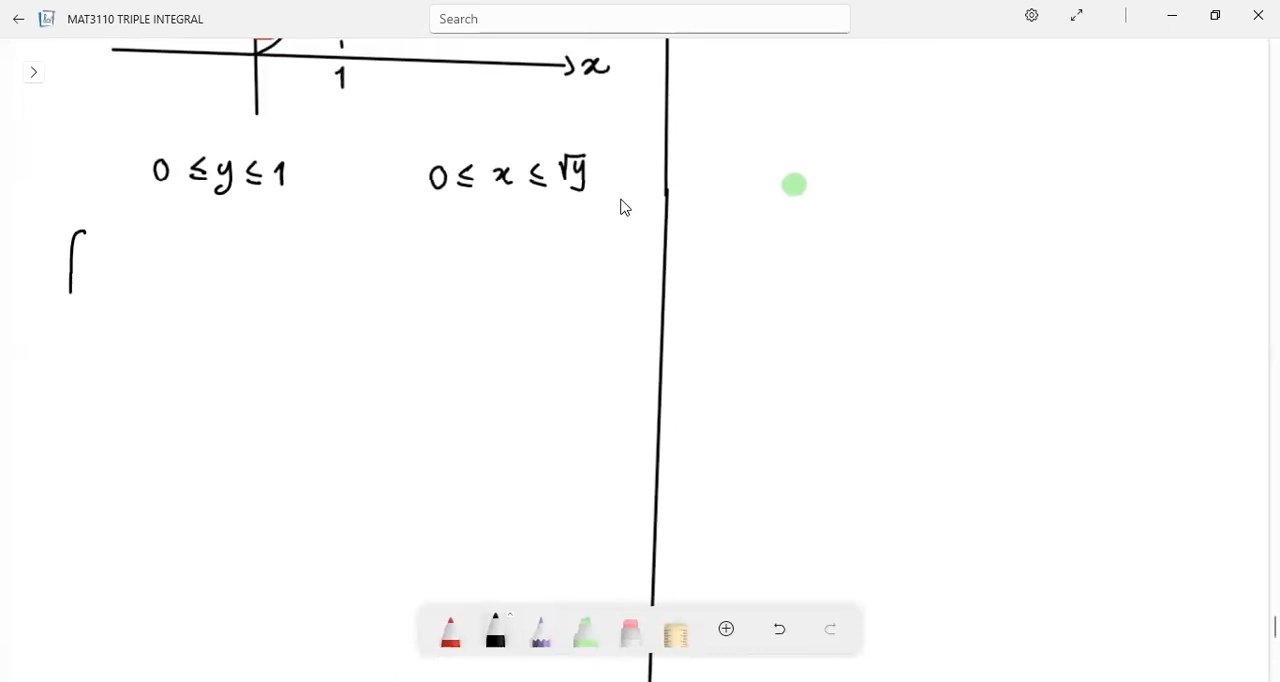 MAT3110 TRIPLE INTEGRAL
Search
x
1
0 ≤ y ≤ 1
0 ≤ x ≤ √y
∫